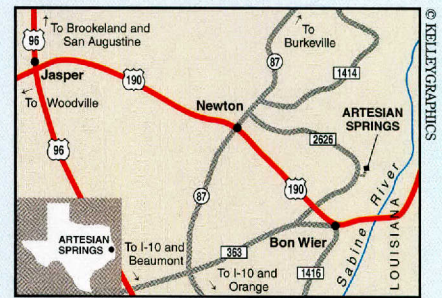 To Brookeland and
San Augustine
96
Jasper
To
Woodville
190
96
To
Burkeville
87
1414
Newton
ARTESIAN
SPRINGS
2626
87
190
Bon Wier
363
1416
To I-10 and
Beaumont
To I-10 and
Orange
Sabine River
LOUISIANA
ARTESIAN
SPRINGS
© KELLEYGRAPHICS